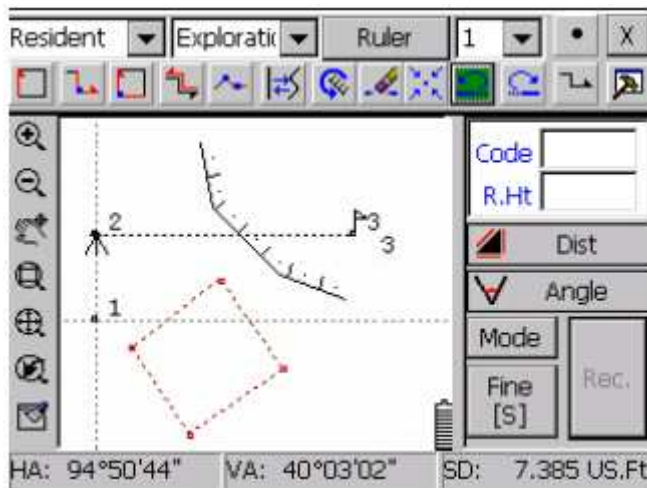 Resident Exploratic Ruler 1 X
Code
R.Ht
2 3
3
Dist
1
Angle
Mode
Fine
[S]
Rec.
HA: 94°50'44" VA: 40°03'02" SD: 7.385 US.Ft